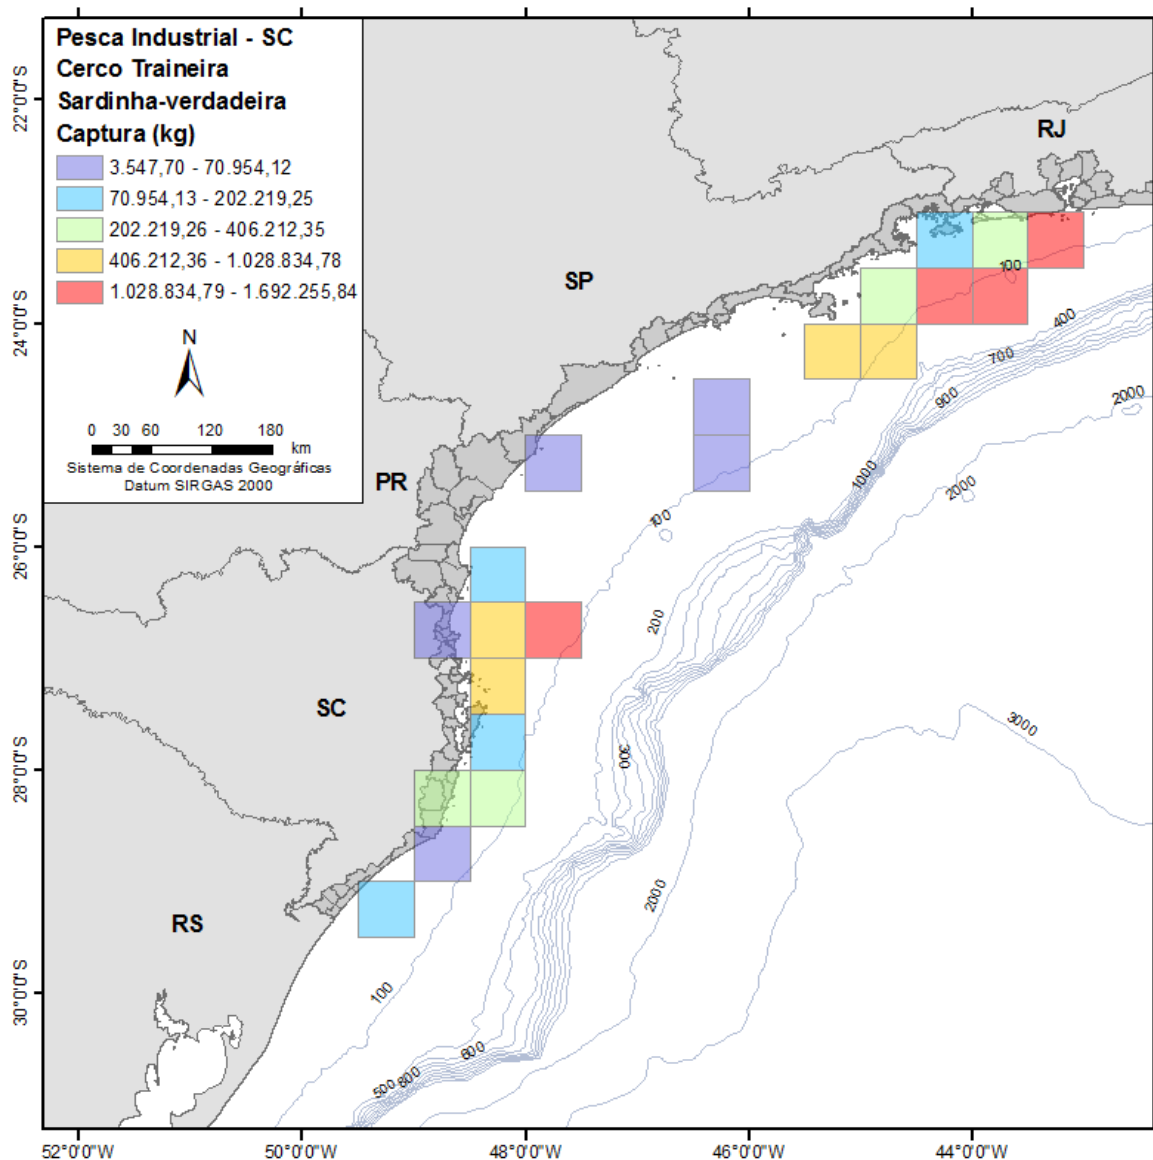 Pesca Industrial - SC
Cerco Traineira
Sardinha-verdadeira
Captura (kg)
3.547,70 - 70.954,12
70.954,13 - 202.219,25
202.219,26 - 406.212,35
406.212,36 - 1.028.834,78
1.028.834,79 - 1.692.255,84
N
0 30 60 120 180
km
Sistema de Coordenadas Geográficas
Datum SIRGAS 2000
RJ
SP
PR
SC
RS
100
400
700
900
2000
1000
2000
100
200
300
3000
2000
100
600
500
800
22°0'0"S
24°0'0"S
26°0'0"S
28°0'0"S
30°0'0"S
52°0'0"W
50°0'0"W
48°0'0"W
46°0'0"W
44°0'0"W